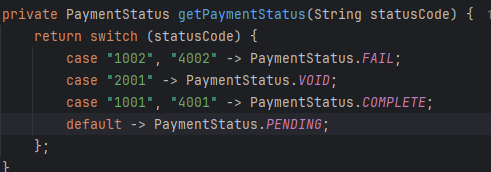 private PaymentStatus getPaymentStatus(String statusCode) {
return switch (statusCode) {
case "1002", "4002" -> PaymentStatus.FAIL;
case "2001" -> PaymentStatus.VOID;
case "1001", "4001" -> PaymentStatus.COMPLETE;
default -> PaymentStatus.PENDING;
};
}